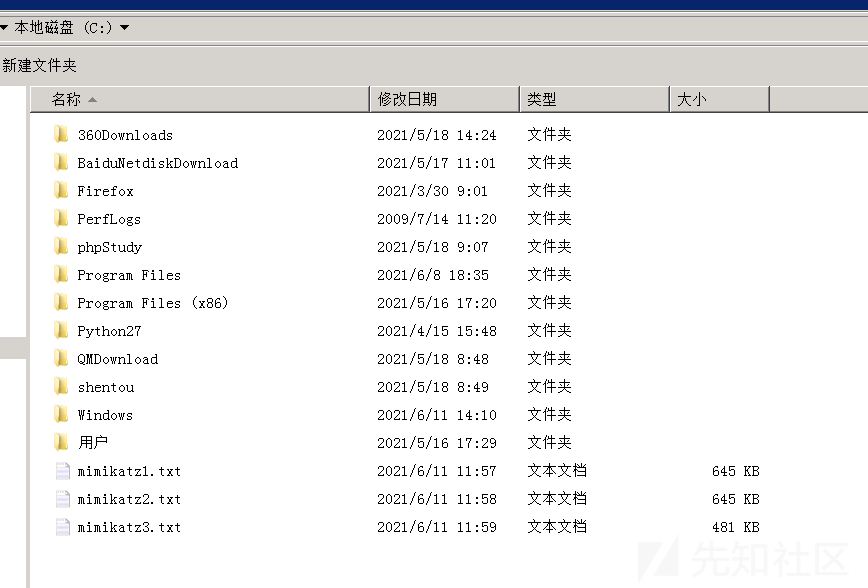 本地磁盘 (C:)
新建文件夹
名称 修改日期 类型 大小
360Downloads 2021/5/18 14:24 文件夹
BaiduNetdiskDownload 2021/5/17 11:01 文件夹
Firefox 2021/3/30 9:01 文件夹
PerfLogs 2009/7/14 11:20 文件夹
phpStudy 2021/5/18 9:07 文件夹
Program Files 2021/6/8 18:35 文件夹
Program Files (x86) 2021/5/16 17:20 文件夹
Python27 2021/4/15 15:48 文件夹
QMDownload 2021/5/18 8:48 文件夹
shentou 2021/5/18 8:49 文件夹
Windows 2021/6/11 14:10 文件夹
用户 2021/5/16 17:29 文件夹
mimikatz1.txt 2021/6/11 11:57 文本文档 645 KB
mimikatz2.txt 2021/6/11 11:58 文本文档 645 KB
mimikatz3.txt 2021/6/11 11:59 文本文档 481 KB
先知社区